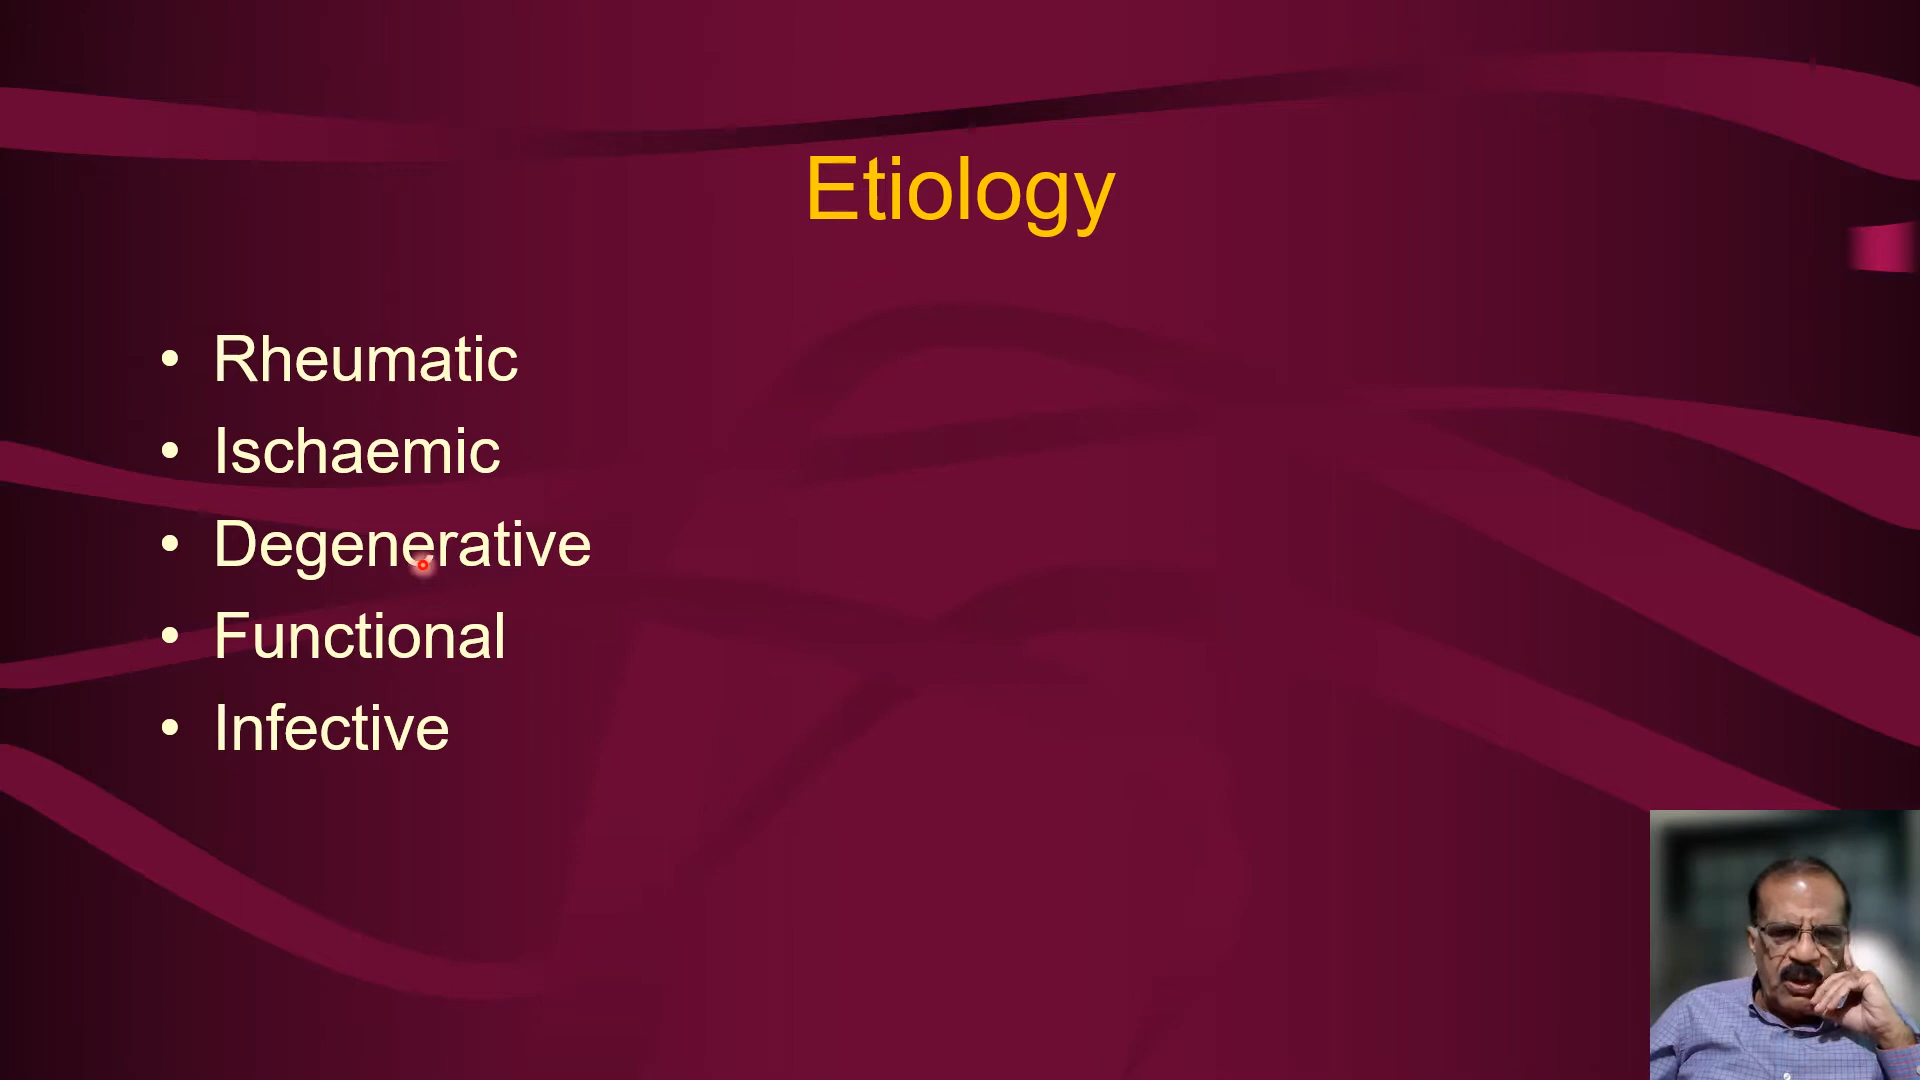 Etiology
• Rheumatic
• Ischaemic
• Degenerative
• Functional
• Infective